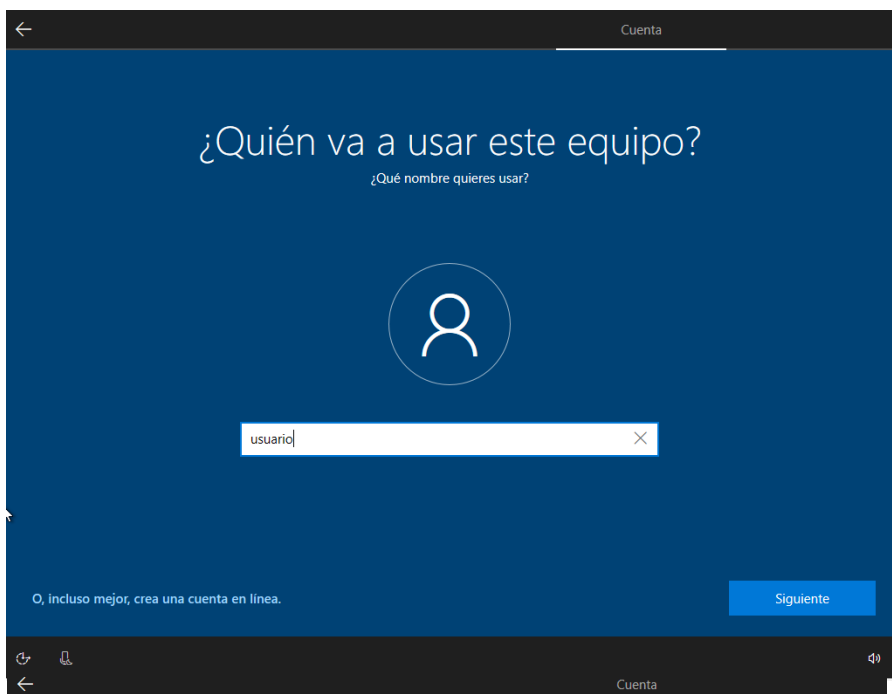 Cuenta
¿Quién va a usar este equipo?
¿Qué nombre quieres usar?
usuario
O, incluso mejor, crea una cuenta en línea.
Siguiente
Cuenta